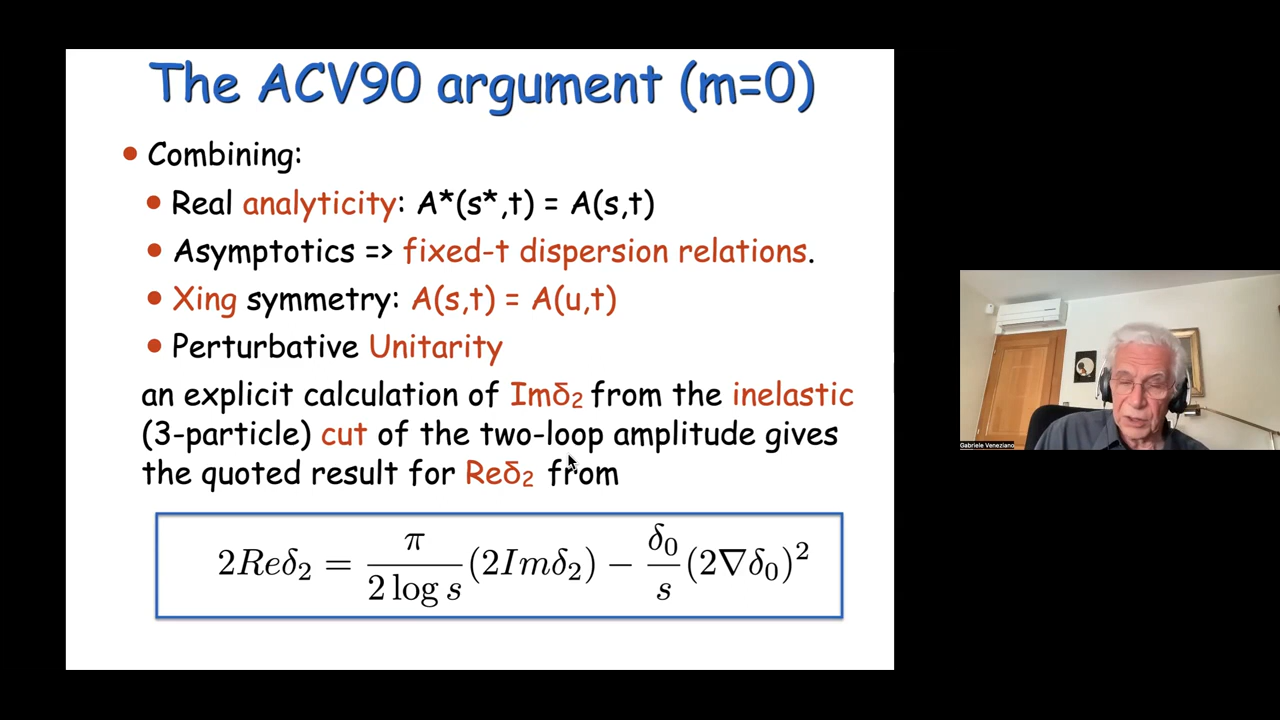 The ACV90 argument (m=0)
• Combining:
• Real analyticity: A*(s*,t) = A(s,t)
• Asymptotics => fixed-t dispersion relations.
• Xing symmetry: A(s,t) = A(u,t)
• Perturbative Unitarity
an explicit calculation of Imδ₂ from the inelastic
(3-particle) cut of the two-loop amplitude gives
the quoted result for Reδ₂ from
2Reδ₂ = π/(2 log s) (2Imδ₂) − δ₀/s (2∇δ₀)²
Gabriele Veneziano